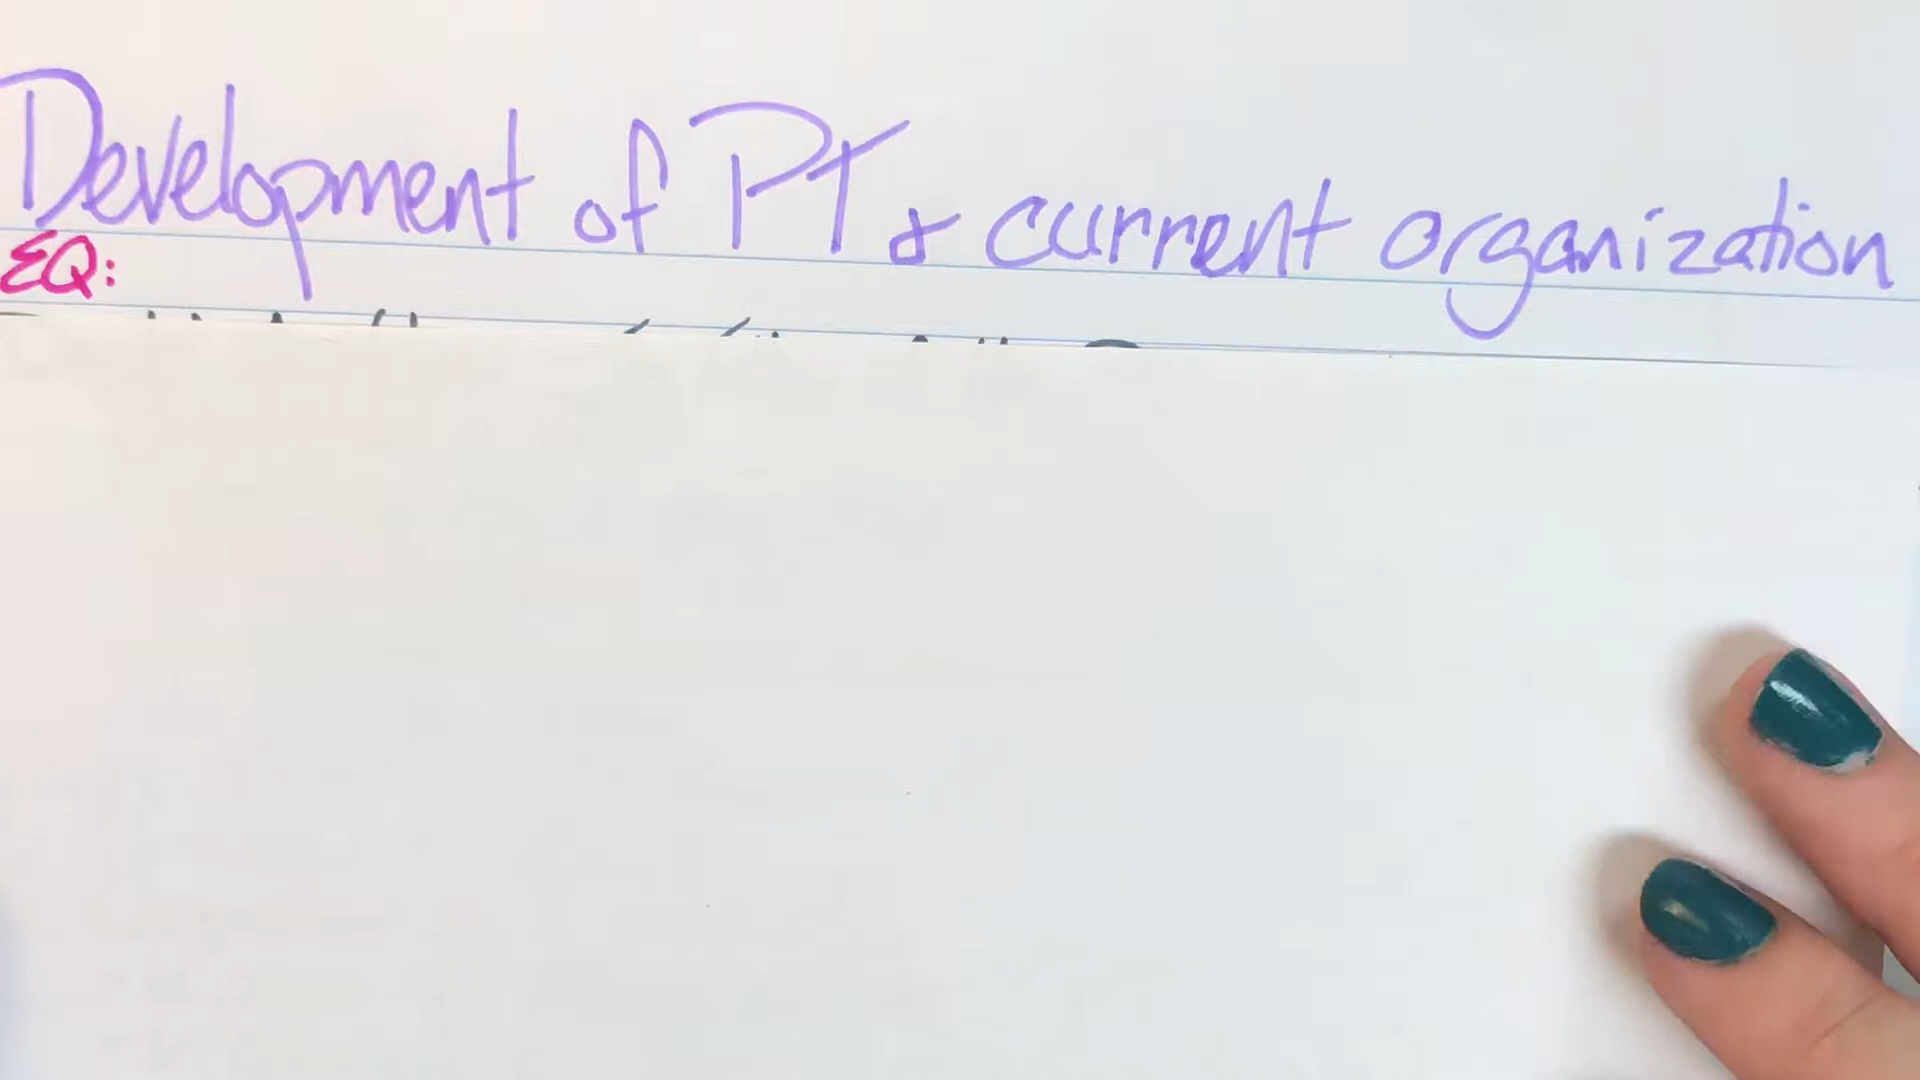 Development of PT & current organization
EQ: